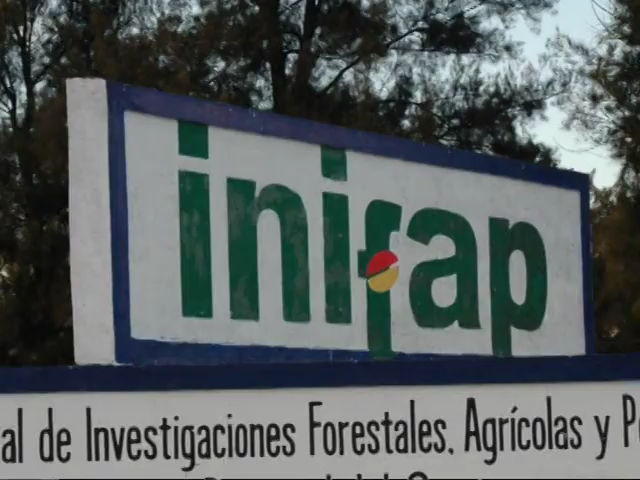 inifap
al de Investigaciones Forestales, Agrícolas y P